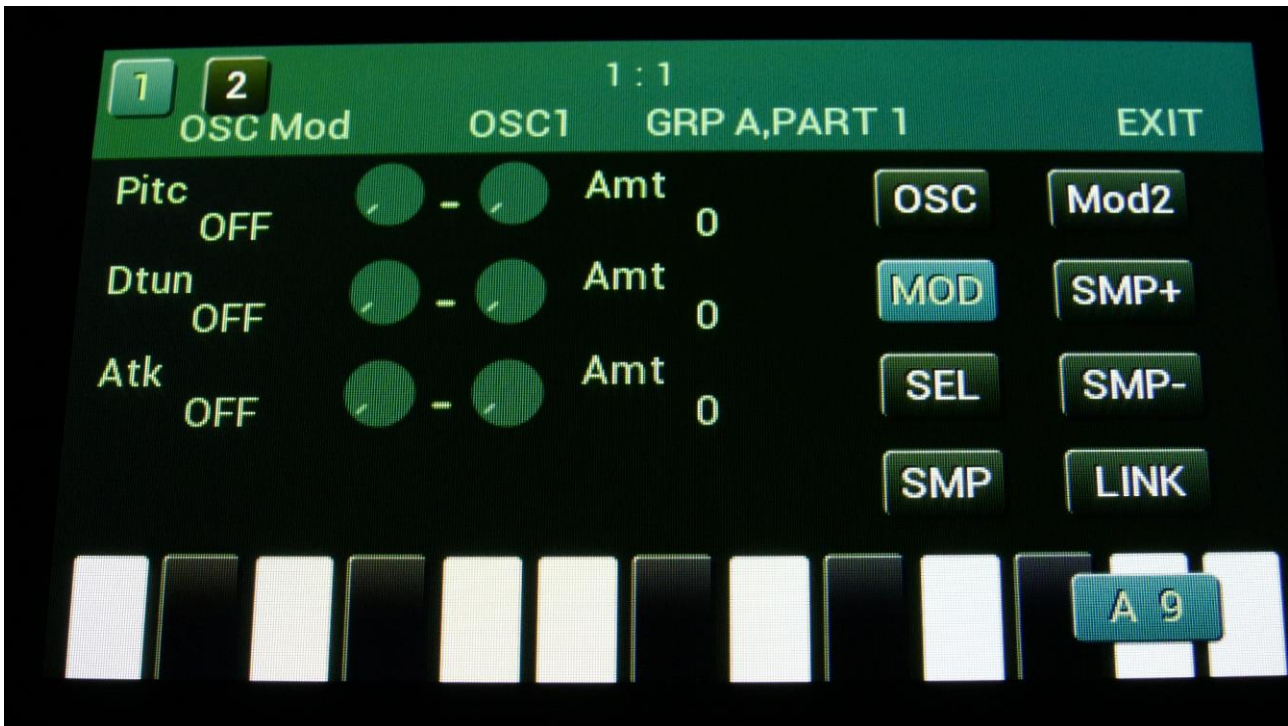 1 2 1 : 1
OSC Mod OSC1 GRP A,PART 1 EXIT
Pitc Amt OSC Mod2
OFF 0
Dtun Amt MOD SMP+
OFF 0
Atk Amt SEL SMP-
OFF 0
SMP LINK
A 9